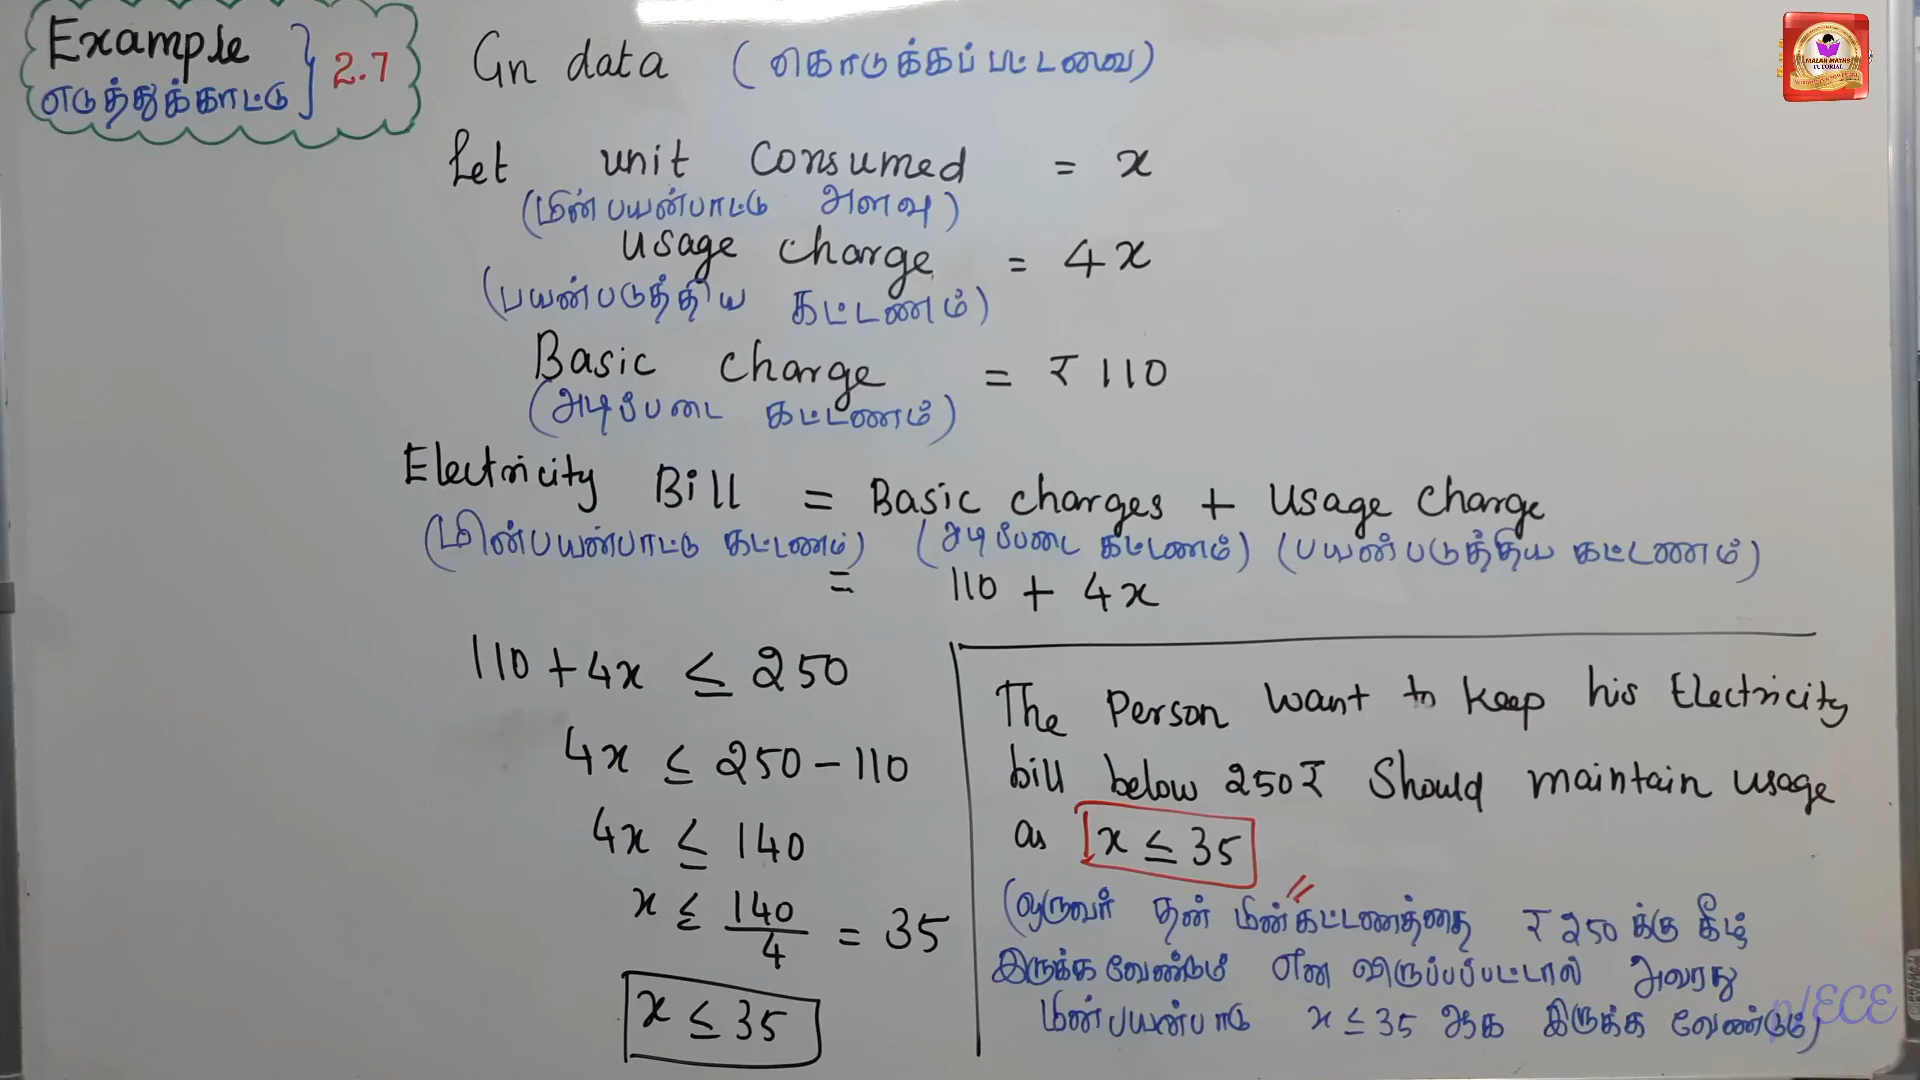 Example
எடுத்துக்காட்டு } 2.7
Gn data (கொடுக்கப்பட்டவை)
Let unit Consumed = x
(மின்பயன்பாட்டு அளவு)
Usage charge = 4x
(பயன்படுத்திய கட்டணம்)
Basic charge = ₹ 110
(அடிப்படை கட்டணம்)
Electricity Bill = Basic charges + Usage Charge
(மின்பயன்பாட்டு கட்டணம்) (அடிப்படை கட்டணம்) (பயன்படுத்திய கட்டணம்)
= 110 + 4x
110 + 4x ≤ 250
4x ≤ 250 - 110
4x ≤ 140
x ≤ 140/4 = 35
x ≤ 35
The Person want to keep his Electricity
bill below 250₹ Should maintain usage
as x ≤ 35
(ஒருவர் தன் மின்கட்டணத்தை ₹ 250 க்கு கீழ்
இருக்க வேண்டும் என விருப்பப்பட்டால் அவரது
மின்பயன்பாடு x ≤ 35 ஆக இருக்க வேண்டும்)
MALAR MATHS
TUTORIAL